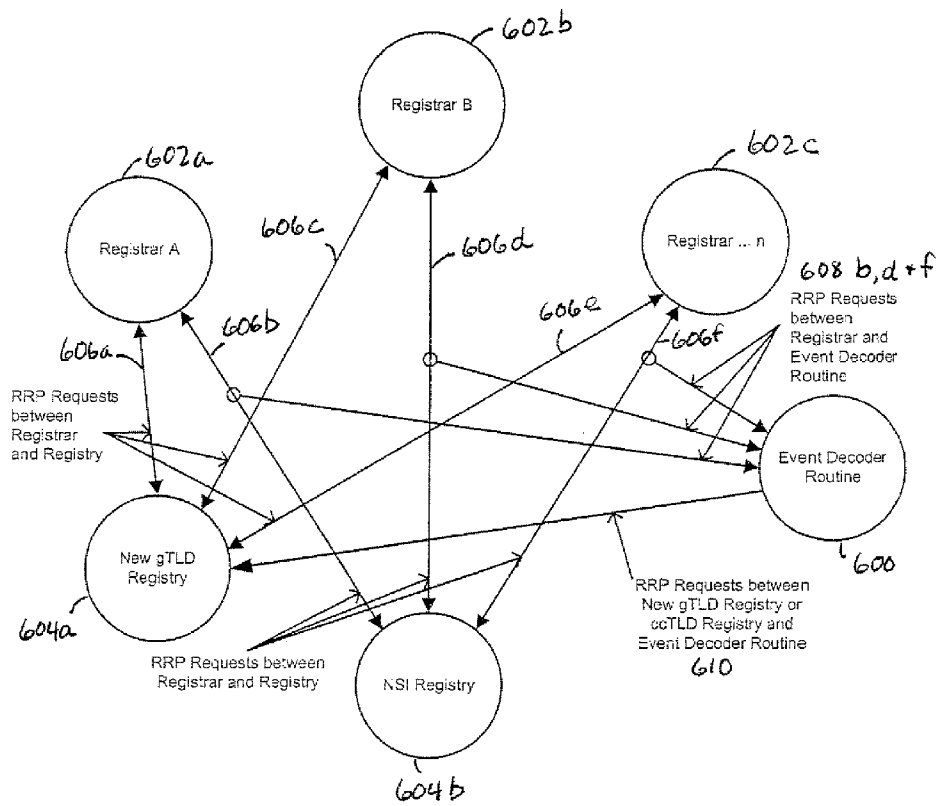 602b
Registrar B
602a
602c
Registrar A
606c
Registrar ... n
606d
608 b, d + f
RRP Requests
between
Registrar and
Event Decoder
Routine
606b
606e
606f
606a
RRP Requests
between
Registrar
and Registry
Event Decoder
Routine
New gTLD
Registry
600
604a
RRP Requests between
New gTLD Registry or
ccTLD Registry and
Event Decoder Routine
610
RRP Requests between
Registrar and Registry
NSI Registry
604b